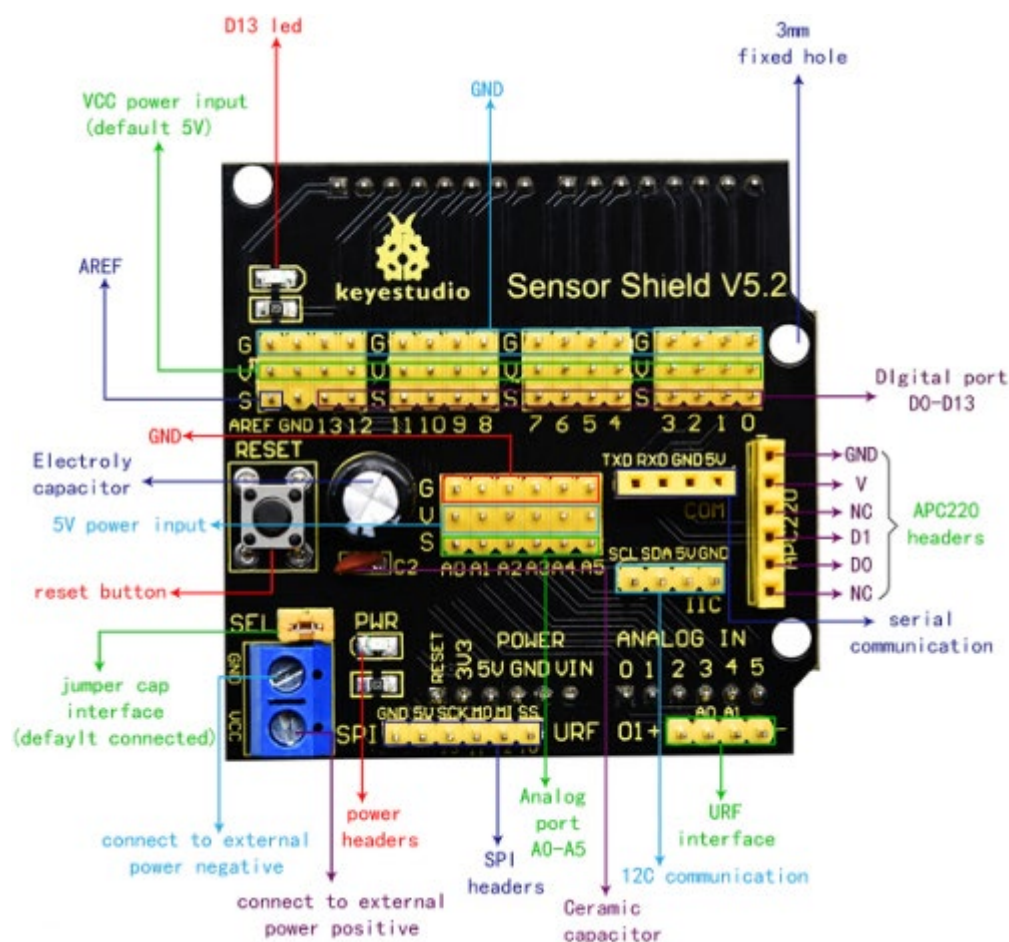 D13 led
3mm
fixed hole
VCC power input
(default 5V)
GND
AREF
keyestudio
Sensor Shield V5.2
G G G G
V V V V
S S S S
AREF GND 13 12 11 10 9 8 7 6 5 4 3 2 1 0
DIgital port
D0-D13
GND
RESET
Electroly
capacitor
5V power input
G
V
S
A0 A1 A2 A3 A4 A5
C2
TXD RXD GND 5V
COM
SCL SDA 5V GND
IIC
APC220
GND
V
NC
D1
D0
NC
APC220
headers
reset button
serial
communication
SEL
PWR
GND
VCC
RESET
3V3
POWER
5V GND VIN
ANALOG IN
0 1 2 3 4 5
jumper cap
interface
(defaylt connected)
GND 5V SCK MO MI SS
SPI
URF
01+
A0 A1
-
connect to external
power negative
power
headers
connect to external
power positive
SPI
headers
Analog
port
A0-A5
Ceramic
capacitor
12C communication
URF
interface